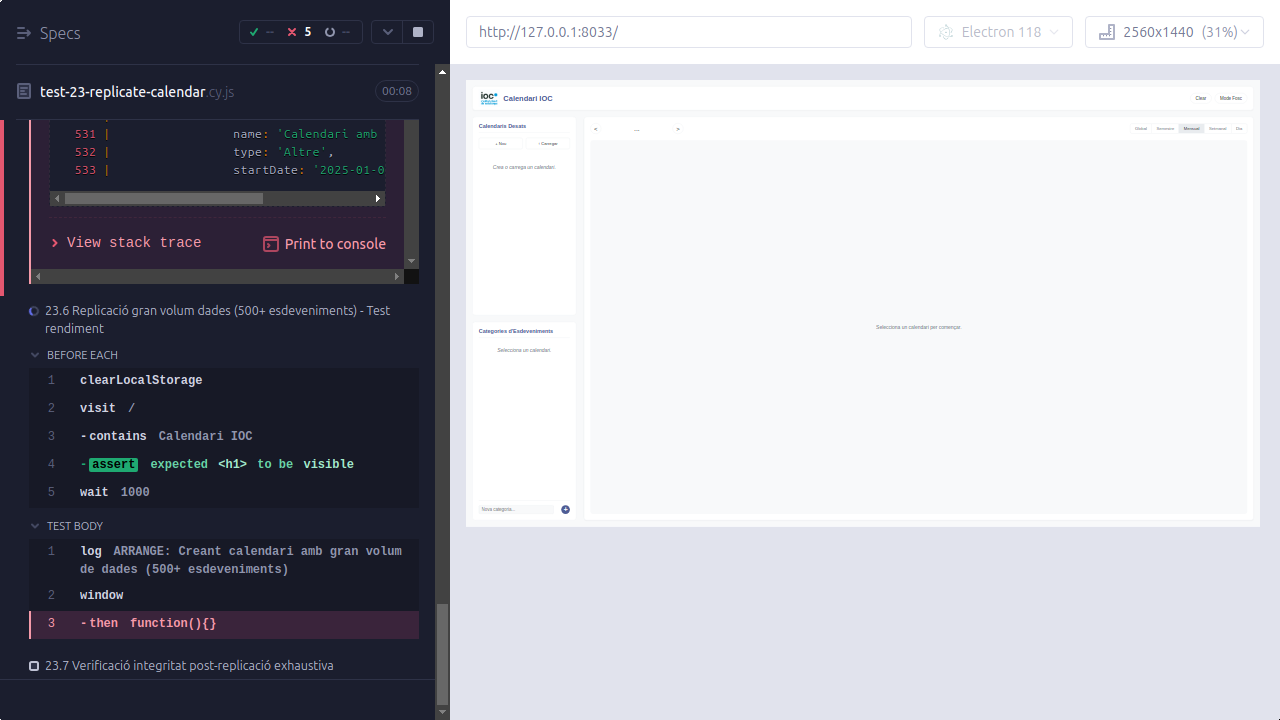 Specs
--
5
--
http://127.0.0.1:8033/
Electron 118
2560x1440 (31%)
test-23-replicate-calendar.cy.js
00:08
531 | name: 'Calendari amb
532 | type: 'Altre',
533 | startDate: '2025-01-0
View stack trace
Print to console
23.6 Replicació gran volum dades (500+ esdeveniments) - Test
rendiment
BEFORE EACH
1 clearLocalStorage
2 visit /
3 -contains Calendari IOC
4 -assert expected <h1> to be visible
5 wait 1000
TEST BODY
1 log ARRANGE: Creant calendari amb gran volum
de dades (500+ esdeveniments)
2 window
3 -then function(){}
23.7 Verificació integritat post-replicació exhaustiva
ioc
Calendari IOC
Clear
Mode Fosc
Calendaris Desats
+ Nou
Carregar
Crea o carrega un calendari.
Categories d'Esdeveniments
Selecciona un calendari.
Nova categoria...
+
<
...
>
Global
Semestral
Mensual
Setmanal
Dia
Selecciona un calendari per començar.